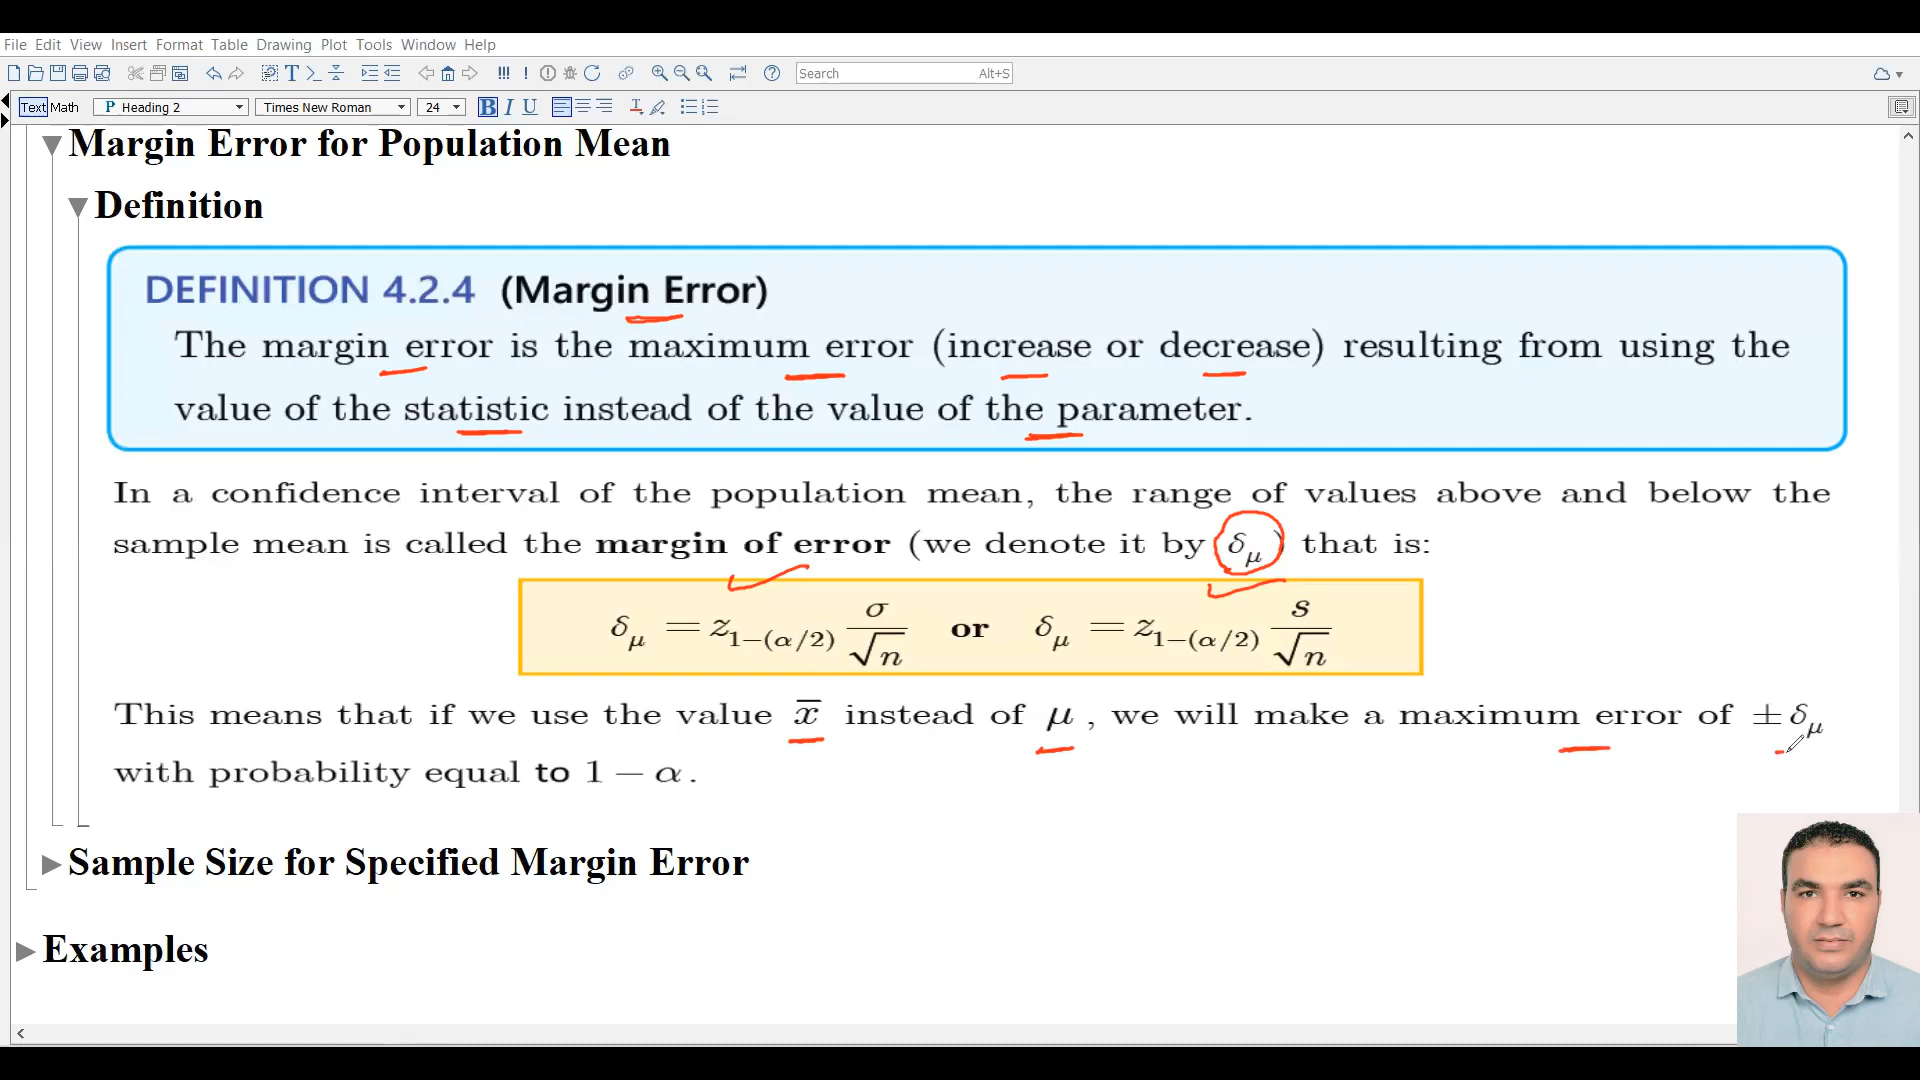 File Edit View Insert Format Table Drawing Plot Tools Window Help
Search Alt+S
Text Math P Heading 2 Times New Roman 24 B I U
Margin Error for Population Mean
Definition
DEFINITION 4.2.4 (Margin Error)
The margin error is the maximum error (increase or decrease) resulting from using the
value of the statistic instead of the value of the parameter.
In a confidence interval of the population mean, the range of values above and below the
sample mean is called the margin of error (we denote it by δ_μ) that is:
δ_μ = z_{1−(α/2)} σ/√n or δ_μ = z_{1−(α/2)} s/√n
This means that if we use the value x̅ instead of μ, we will make a maximum error of ±δ_μ
with probability equal to 1 − α.
Sample Size for Specified Margin Error
Examples